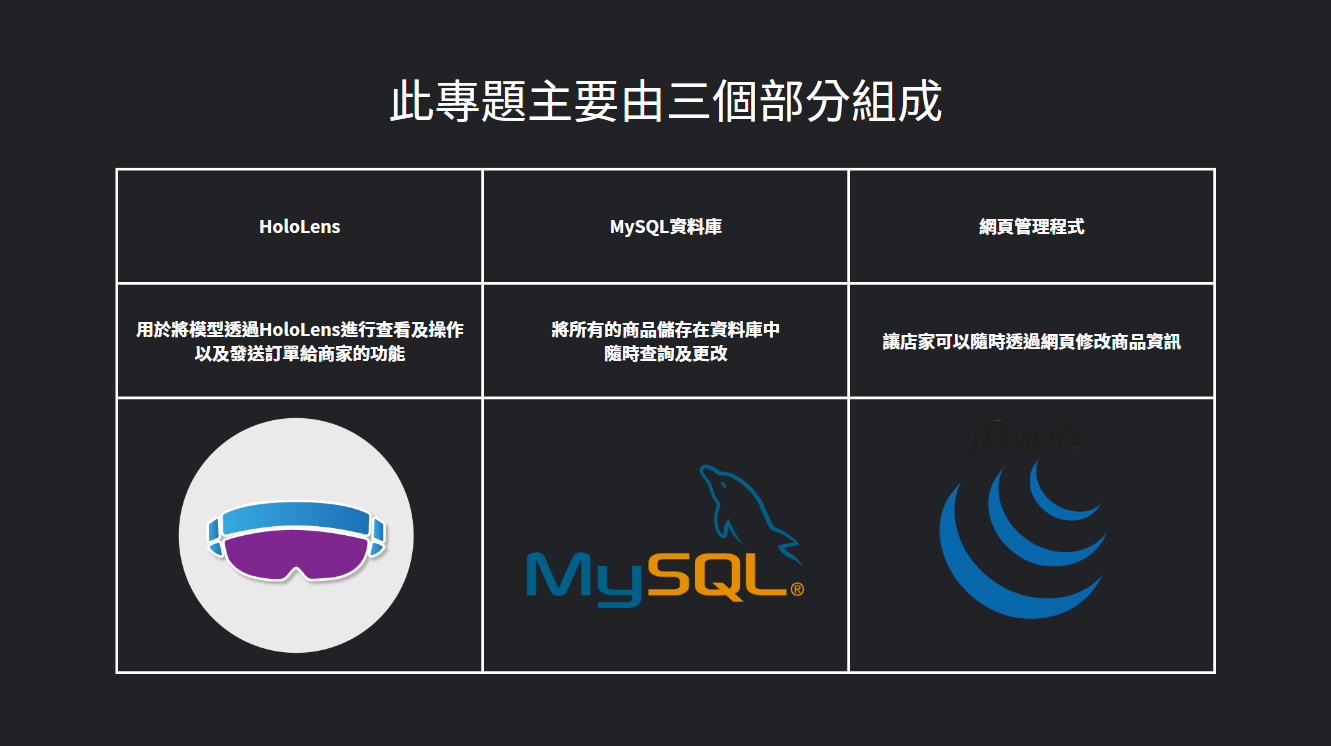 此專題主要由三個部分組成
HoloLens
MySQL資料庫
網頁管理程式
用於將模型透過HoloLens進行查看及操作
以及發送訂單給商家的功能
將所有的商品儲存在資料庫中
隨時查詢及更改
讓店家可以隨時透過網頁修改商品資訊
MySQL®
jQuery